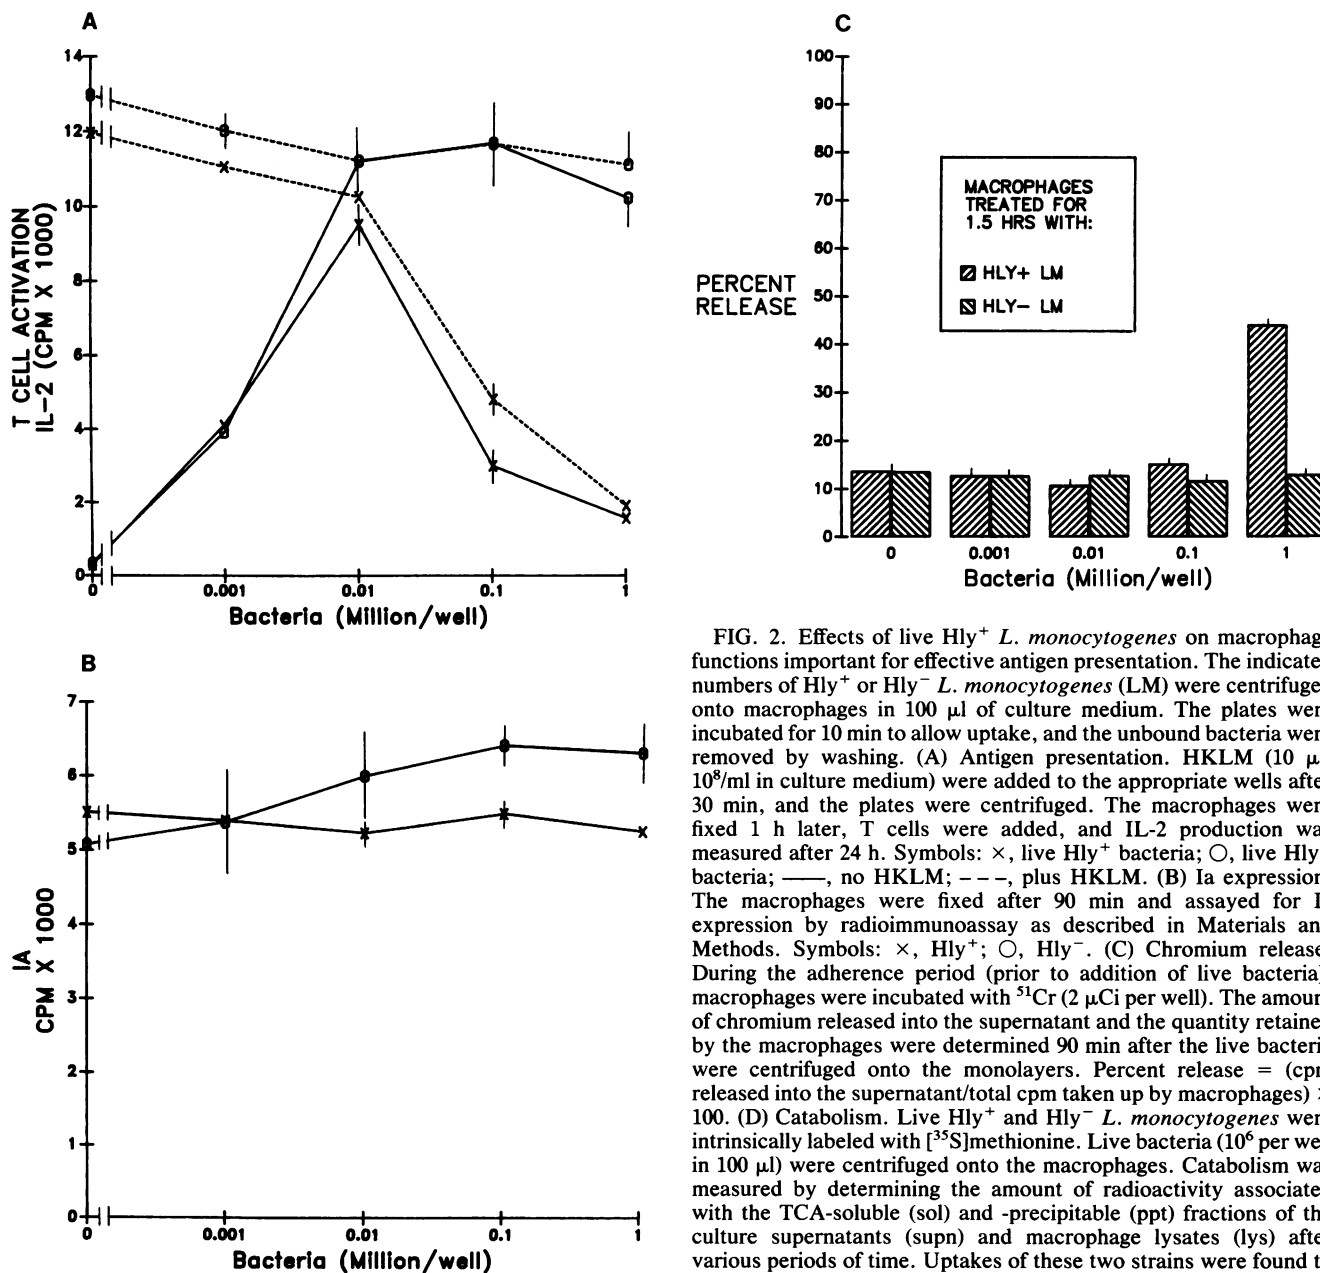 A
14
12
10
8
6
4
2
0
T CELL ACTIVATION
IL-2 (CPM X 1000)
0
0.001
0.01
0.1
1
Bacteria (Million/well)
B
7
6
5
4
3
2
1
0
IA
CPM X 1000
0
0.001
0.01
0.1
1
Bacteria (Million/well)
C
100
90
80
70
60
50
40
30
20
10
0
PERCENT
RELEASE
MACROPHAGES
TREATED FOR
1.5 HRS WITH:
HLY+ LM
HLY− LM
0
0.001
0.01
0.1
1
Bacteria (Million/well)
FIG. 2. Effects of live Hly⁺ L. monocytogenes on macrophag
functions important for effective antigen presentation. The indicate
numbers of Hly⁺ or Hly⁻ L. monocytogenes (LM) were centrifuge
onto macrophages in 100 μl of culture medium. The plates wer
incubated for 10 min to allow uptake, and the unbound bacteria wer
removed by washing. (A) Antigen presentation. HKLM (10 μ
10⁸/ml in culture medium) were added to the appropriate wells afte
30 min, and the plates were centrifuged. The macrophages wer
fixed 1 h later, T cells were added, and IL-2 production wa
measured after 24 h. Symbols: ×, live Hly⁺ bacteria; ○, live Hly
bacteria; ——, no HKLM; – – –, plus HKLM. (B) Ia expression
The macrophages were fixed after 90 min and assayed for I
expression by radioimmunoassay as described in Materials an
Methods. Symbols: ×, Hly⁺; ○, Hly⁻. (C) Chromium release
During the adherence period (prior to addition of live bacteria)
macrophages were incubated with ⁵¹Cr (2 μCi per well). The amoun
of chromium released into the supernatant and the quantity retaine
by the macrophages were determined 90 min after the live bacteri
were centrifuged onto the monolayers. Percent release = (cpm
released into the supernatant/total cpm taken up by macrophages) ×
100. (D) Catabolism. Live Hly⁺ and Hly⁻ L. monocytogenes wer
intrinsically labeled with [³⁵S]methionine. Live bacteria (10⁶ per we
in 100 μl) were centrifuged onto the macrophages. Catabolism wa
measured by determining the amount of radioactivity associate
with the TCA-soluble (sol) and -precipitable (ppt) fractions of th
culture supernatants (supn) and macrophage lysates (lys) afte
various periods of time. Uptakes of these two strains were found t